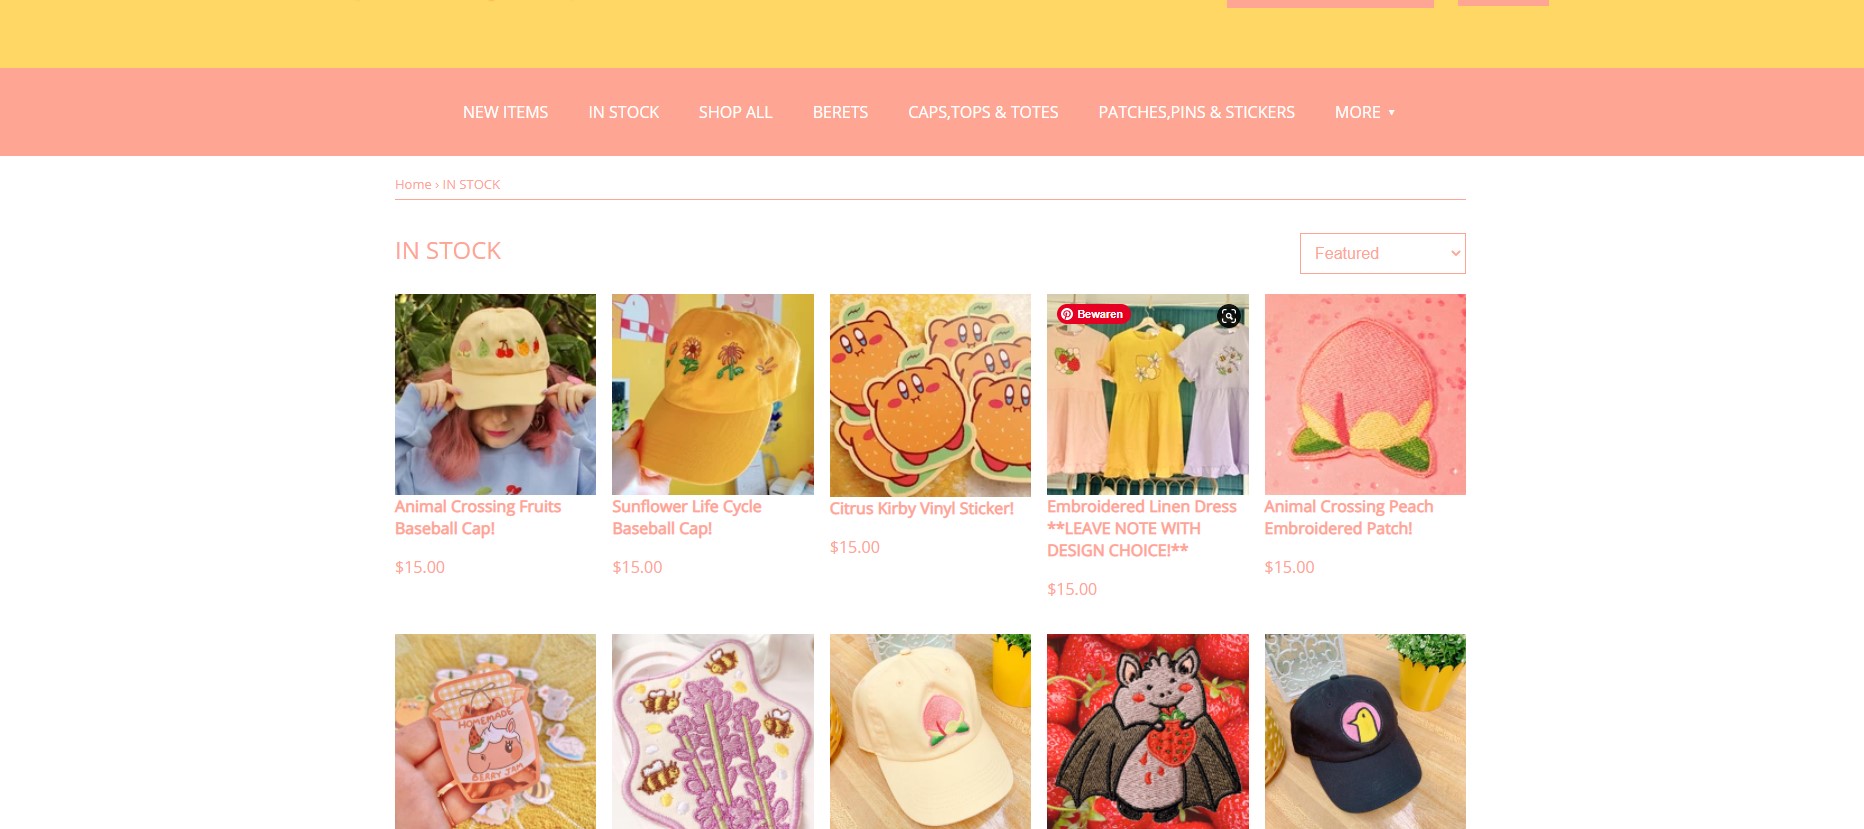 NEW ITEMS
IN STOCK
SHOP ALL
BERETS
CAPS,TOPS & TOTES
PATCHES,PINS & STICKERS
MORE ▼
Home › IN STOCK
IN STOCK
Featured
Bewaren
Animal Crossing Fruits
Baseball Cap!
$15.00
Sunflower Life Cycle
Baseball Cap!
$15.00
Citrus Kirby Vinyl Sticker!
$15.00
Embroidered Linen Dress
**LEAVE NOTE WITH
DESIGN CHOICE!**
$15.00
Animal Crossing Peach
Embroidered Patch!
$15.00
HOMEMADE
BERRY JAM